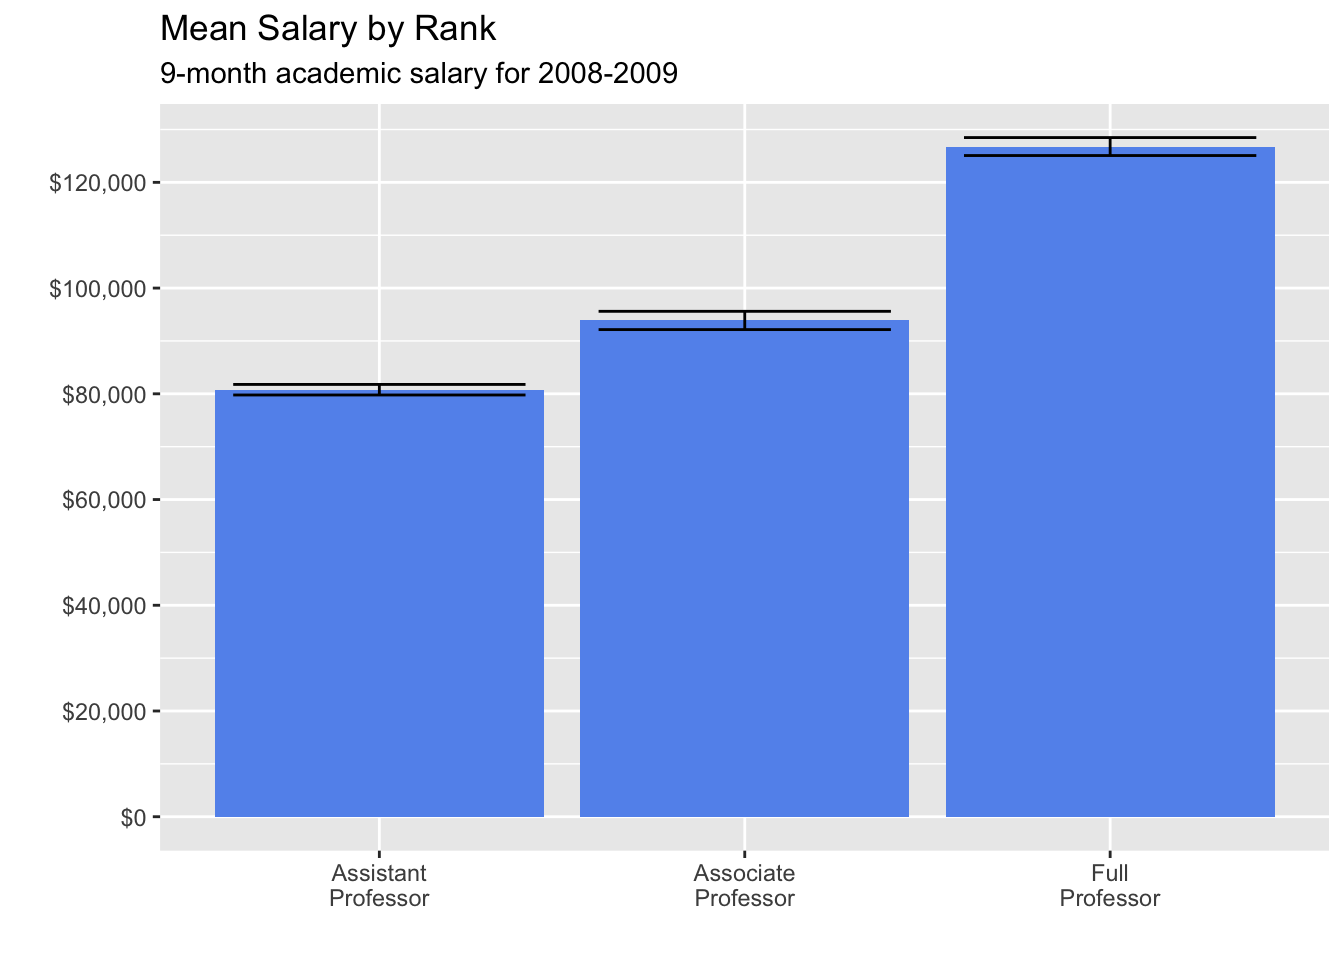 Mean Salary by Rank
9-month academic salary for 2008-2009
$120,000
$100,000
$80,000
$60,000
$40,000
$20,000
$0
Assistant
Professor
Associate
Professor
Full
Professor